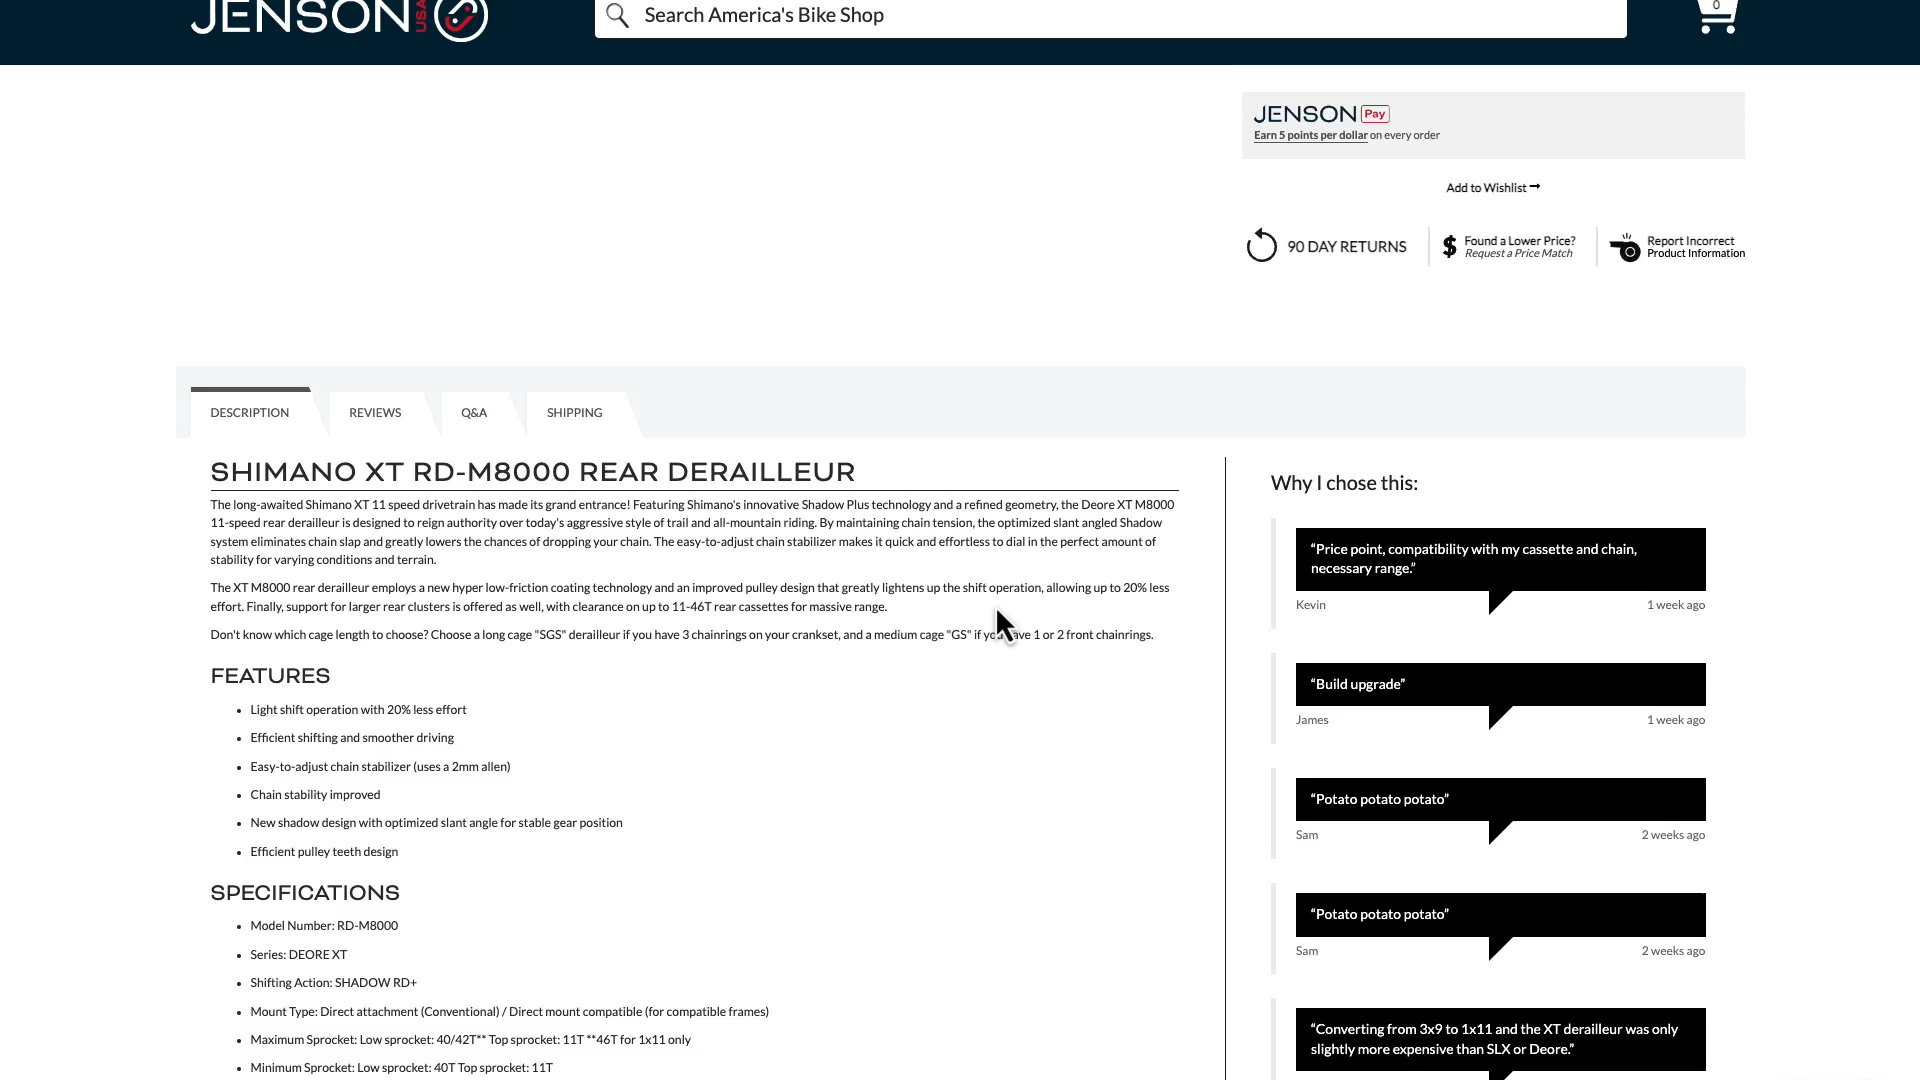 JENSON USA
Search America's Bike Shop
0
JENSON Pay
Earn 5 points per dollar on every order
Add to Wishlist
90 DAY RETURNS
Found a Lower Price?
Request a Price Match
Report Incorrect
Product Information
DESCRIPTION
REVIEWS
Q&A
SHIPPING
SHIMANO XT RD-M8000 REAR DERAILLEUR
The long-awaited Shimano XT 11 speed drivetrain has made its grand entrance! Featuring Shimano's innovative Shadow Plus technology and a refined geometry, the Deore XT M8000
11-speed rear derailleur is designed to reign authority over today's aggressive style of trail and all-mountain riding. By maintaining chain tension, the optimized slant angled Shadow
system eliminates chain slap and greatly lowers the chances of dropping your chain. The easy-to-adjust chain stabilizer makes it quick and effortless to dial in the perfect amount of
stability for varying conditions and terrain.
The XT M8000 rear derailleur employs a new hyper low-friction coating technology and an improved pulley design that greatly lightens up the shift operation, allowing up to 20% less
effort. Finally, support for larger rear clusters is offered as well, with clearance on up to 11-46T rear cassettes for massive range.
Don't know which cage length to choose? Choose a long cage "SGS" derailleur if you have 3 chainrings on your crankset, and a medium cage "GS" if you have 1 or 2 front chainrings.
FEATURES
• Light shift operation with 20% less effort
• Efficient shifting and smoother driving
• Easy-to-adjust chain stabilizer (uses a 2mm allen)
• Chain stability improved
• New shadow design with optimized slant angle for stable gear position
• Efficient pulley teeth design
SPECIFICATIONS
• Model Number: RD-M8000
• Series: DEORE XT
• Shifting Action: SHADOW RD+
• Mount Type: Direct attachment (Conventional) / Direct mount compatible (for compatible frames)
• Maximum Sprocket: Low sprocket: 40/42T** Top sprocket: 11T **46T for 1x11 only
• Minimum Sprocket: Low sprocket: 40T Top sprocket: 11T
Why I chose this:
“Price point, compatibility with my cassette and chain,
necessary range.”
Kevin 1 week ago
“Build upgrade”
James 1 week ago
“Potato potato potato”
Sam 2 weeks ago
“Potato potato potato”
Sam 2 weeks ago
“Converting from 3x9 to 1x11 and the XT derailleur was only
slightly more expensive than SLX or Deore.”